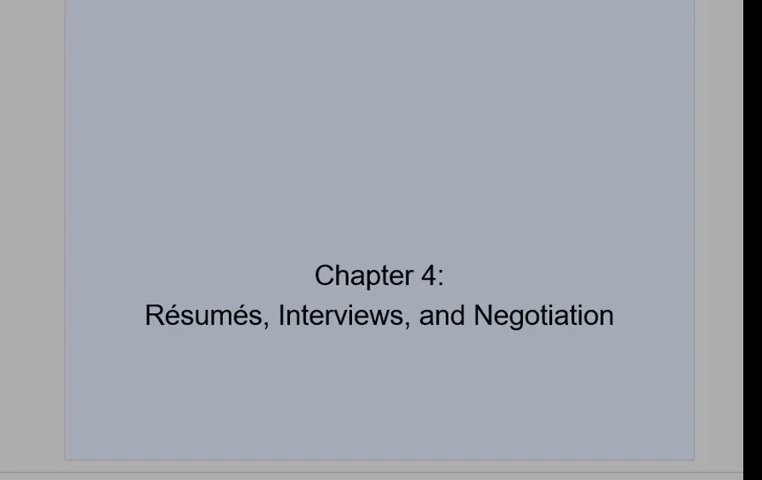 Chapter 4:
Résumés, Interviews, and Negotiation